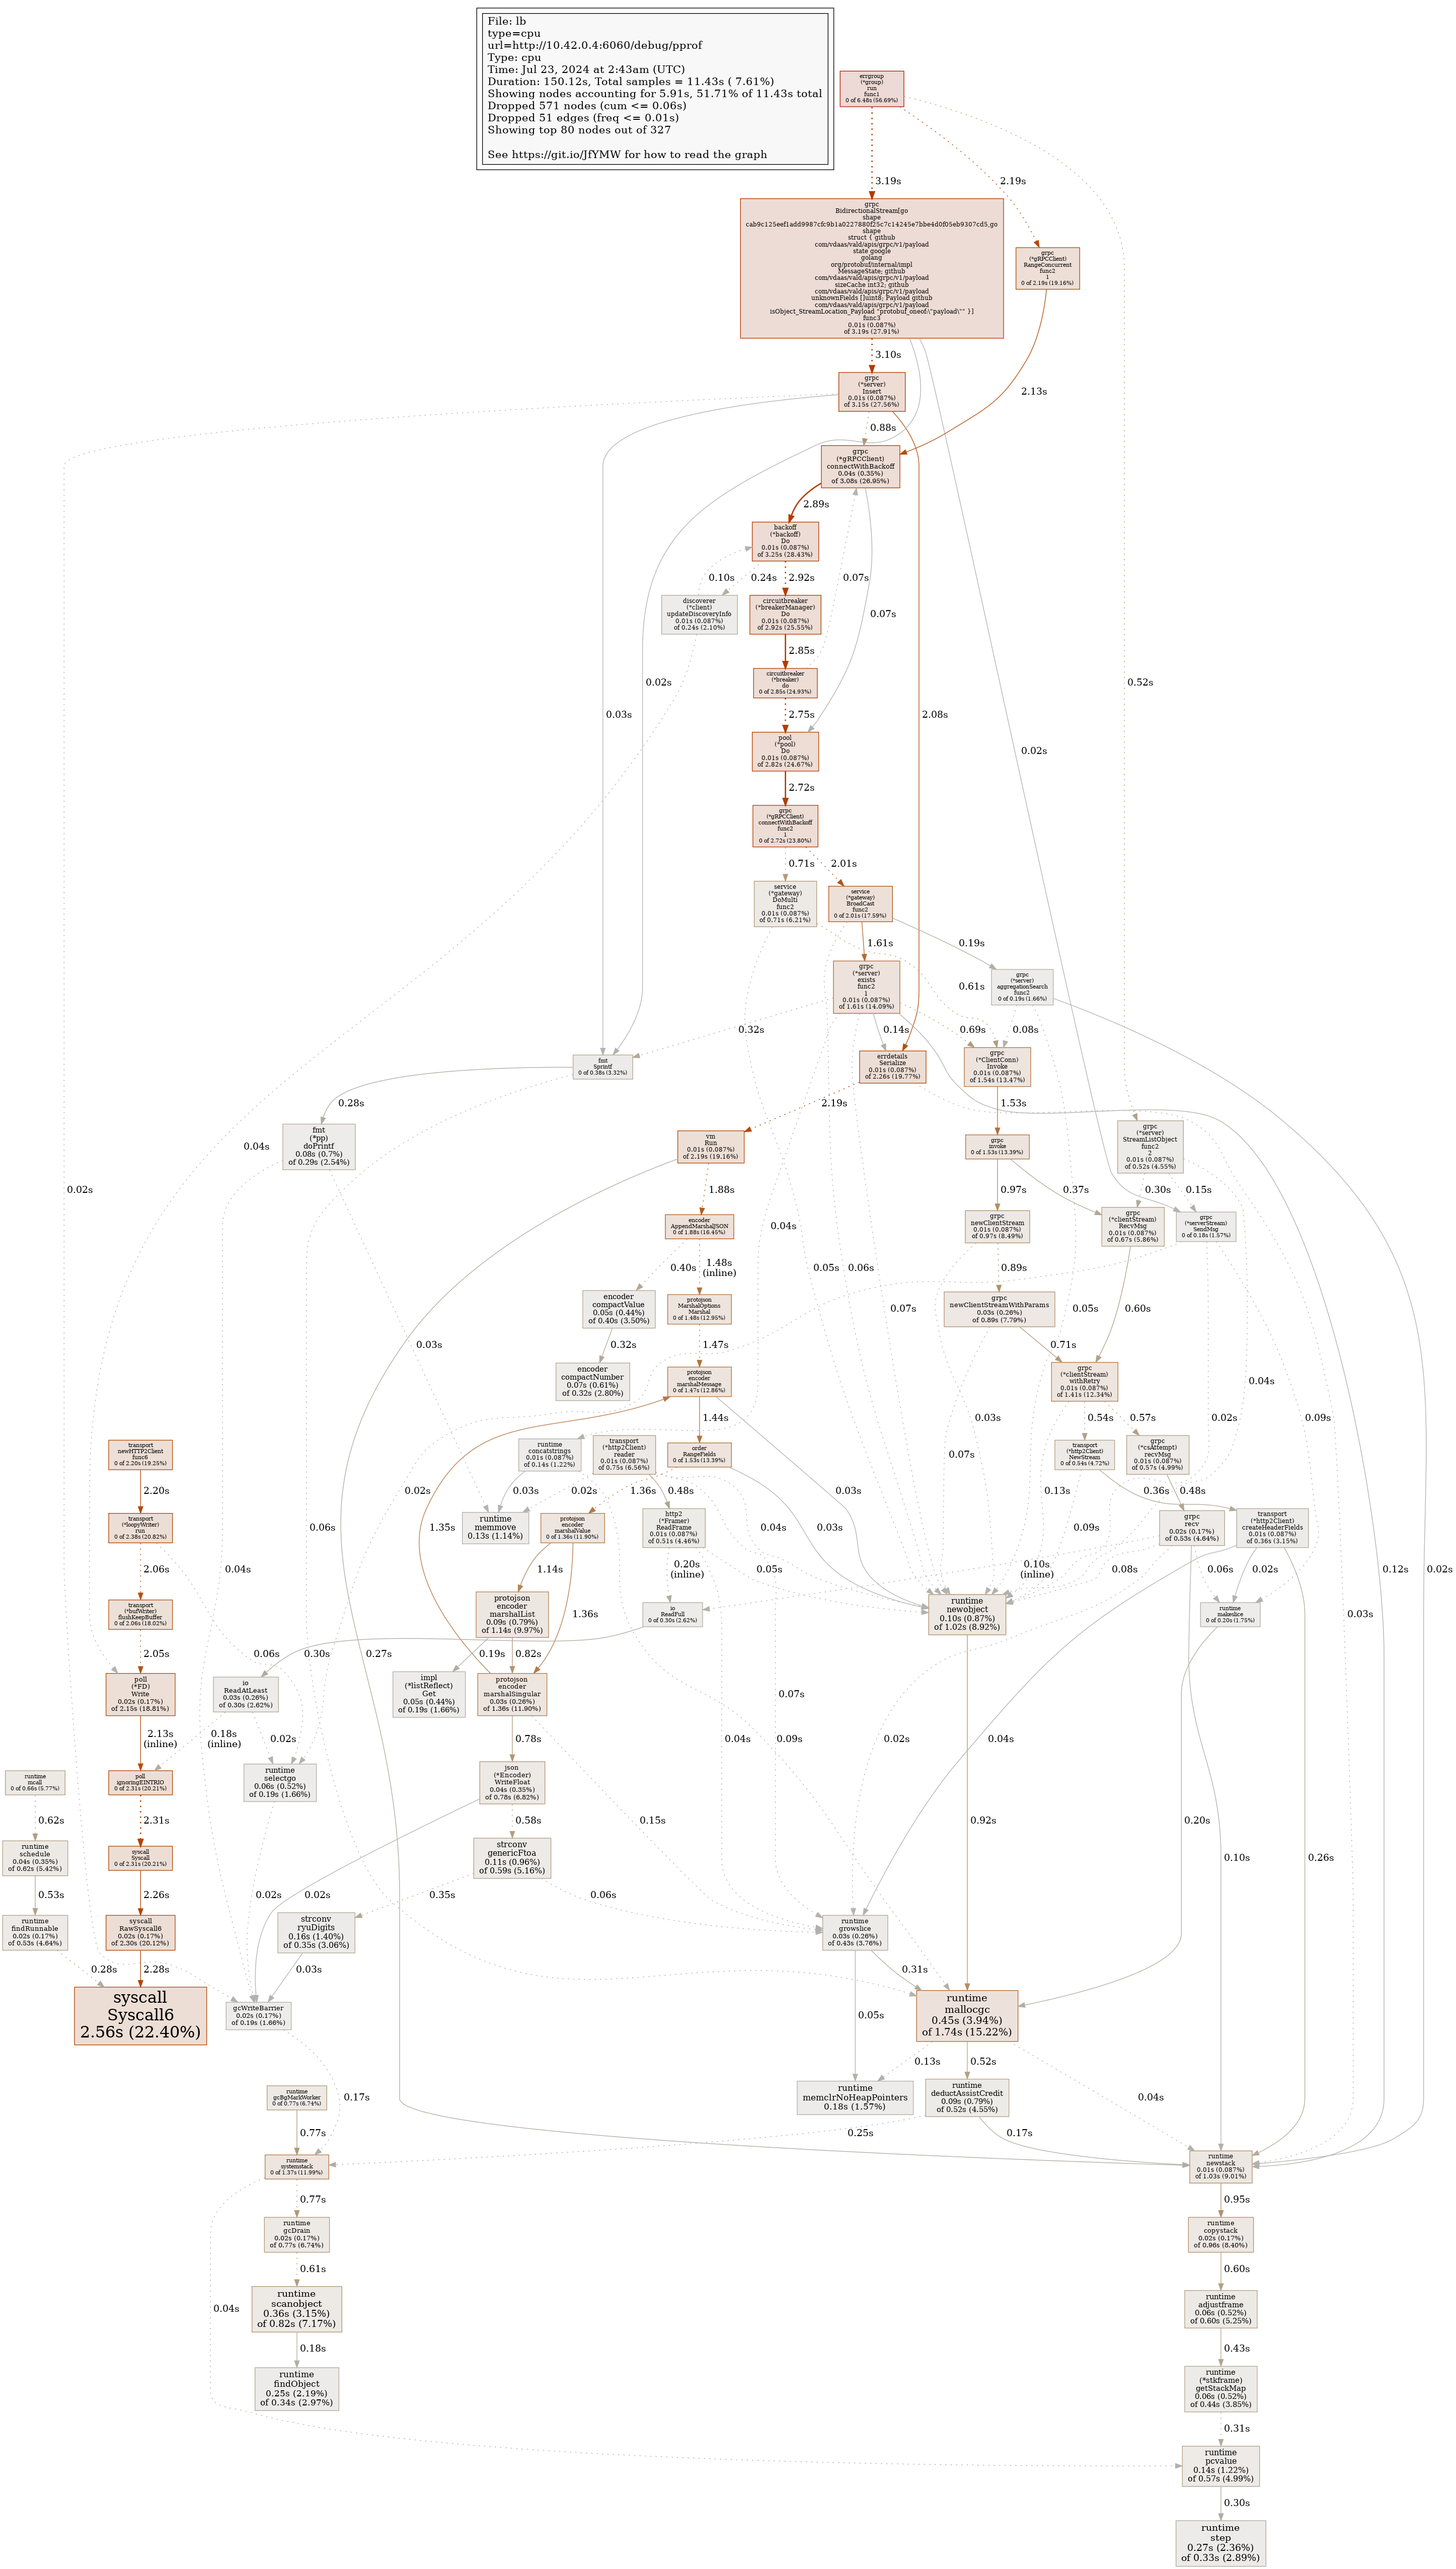 File: lb
type=cpu
url=http://10.42.0.4:6060/debug/pprof
Type: cpu
Time: Jul 23, 2024 at 2:43am (UTC)
Duration: 150.12s, Total samples = 11.43s ( 7.61%)
Showing nodes accounting for 5.91s, 51.71% of 11.43s total
Dropped 571 nodes (cum <= 0.06s)
Dropped 51 edges (freq <= 0.01s)
Showing top 80 nodes out of 327
See https://git.io/JfYMW for how to read the graph
errgroup
(*group)
run
func1
0 of 6.48s (56.69%)
3.19s
2.19s
grpc
BidirectionalStream[go
shape
cab9c125eef1add9987cfc9b1a0227880f25c7c14245e7bbe4d0f05eb9307cd5,go
shape
struct { github
com/vdaas/vald/apis/grpc/v1/payload
state google
golang
org/protobuf/internal/impl
MessageState; github
com/vdaas/vald/apis/grpc/v1/payload
sizeCache int32; github
com/vdaas/vald/apis/grpc/v1/payload
unknownFields []uint8; Payload github
com/vdaas/vald/apis/grpc/v1/payload
isObject_StreamLocation_Payload "protobuf_oneof:\"payload\"" }]
func3
0.01s (0.087%)
of 3.19s (27.91%)
grpc
(*gRPCClient)
RangeConcurrent
func2
1
0 of 2.19s (19.16%)
3.10s
grpc
(*server)
Insert
0.01s (0.087%)
of 3.15s (27.56%)
2.13s
0.88s
grpc
(*gRPCClient)
connectWithBackoff
0.04s (0.35%)
of 3.08s (26.95%)
2.89s
backoff
(*backoff)
Do
0.01s (0.087%)
of 3.25s (28.43%)
0.10s
0.24s
2.92s
0.07s
discoverer
(*client)
updateDiscoveryInfo
0.01s (0.087%)
of 0.24s (2.10%)
circuitbreaker
(*breakerManager)
Do
0.01s (0.087%)
of 2.92s (25.55%)
0.07s
2.85s
0.02s
circuitbreaker
(*breaker)
do
0 of 2.85s (24.93%)
0.52s
0.03s
2.75s
2.08s
pool
(*pool)
Do
0.01s (0.087%)
of 2.82s (24.67%)
0.02s
2.72s
grpc
(*gRPCClient)
connectWithBackoff
func2
1
0 of 2.72s (23.80%)
0.71s
2.01s
service
(*gateway)
DoMulti
func2
0.01s (0.087%)
of 0.71s (6.21%)
service
(*gateway)
BroadCast
func2
0 of 2.01s (17.59%)
1.61s
0.19s
grpc
(*server)
exists
func2
1
0.01s (0.087%)
of 1.61s (14.09%)
0.61s
grpc
(*server)
aggregationSearch
func2
0 of 0.19s (1.66%)
0.32s
0.14s
0.69s
0.08s
fmt
Sprintf
0 of 0.38s (3.32%)
errdetails
Serialize
0.01s (0.087%)
of 2.26s (19.77%)
grpc
(*ClientConn)
Invoke
0.01s (0.087%)
of 1.54s (13.47%)
0.28s
2.19s
1.53s
fmt
(*pp)
doPrintf
0.08s (0.7%)
of 0.29s (2.54%)
vm
Run
0.01s (0.087%)
of 2.19s (19.16%)
grpc
invoke
0 of 1.53s (13.39%)
grpc
(*server)
StreamListObject
func2
2
0.01s (0.087%)
of 0.52s (4.55%)
0.04s
0.02s
1.88s
0.97s
0.37s
0.30s
0.15s
encoder
AppendMarshalJSON
0 of 1.88s (16.45%)
0.04s
grpc
newClientStream
0.01s (0.087%)
of 0.97s (8.49%)
grpc
(*clientStream)
RecvMsg
0.01s (0.087%)
of 0.67s (5.86%)
grpc
(*serverStream)
SendMsg
0 of 0.18s (1.57%)
0.40s
1.48s
(inline)
0.05s
0.06s
0.89s
encoder
compactValue
0.05s (0.44%)
of 0.40s (3.50%)
protojson
MarshalOptions
Marshal
0 of 1.48s (12.95%)
0.07s
grpc
newClientStreamWithParams
0.03s (0.26%)
of 0.89s (7.79%)
0.05s
0.60s
0.03s
0.32s
1.47s
0.71s
encoder
compactNumber
0.07s (0.61%)
of 0.32s (2.80%)
protojson
encoder
marshalMessage
0 of 1.47s (12.86%)
grpc
(*clientStream)
withRetry
0.01s (0.087%)
of 1.41s (12.34%)
0.04s
1.44s
0.03s
0.54s
0.57s
0.02s
0.09s
transport
newHTTP2Client
func6
0 of 2.20s (19.25%)
runtime
concatstrings
0.01s (0.087%)
of 0.14s (1.22%)
transport
(*http2Client)
reader
0.01s (0.087%)
of 0.75s (6.56%)
order
RangeFields
0 of 1.53s (13.39%)
0.07s
transport
(*http2Client)
NewStream
0 of 0.54s (4.72%)
grpc
(*csAttempt)
recvMsg
0.01s (0.087%)
of 0.57s (4.99%)
2.20s
0.02s
0.03s
0.02s
0.48s
1.36s
0.03s
0.13s
0.36s
0.48s
transport
(*loopyWriter)
run
0 of 2.38s (20.82%)
0.06s
1.35s
runtime
memmove
0.13s (1.14%)
protojson
encoder
marshalValue
0 of 1.36s (11.90%)
http2
(*Framer)
ReadFrame
0.01s (0.087%)
of 0.51s (4.46%)
0.04s
0.03s
0.09s
grpc
recv
0.02s (0.17%)
of 0.53s (4.64%)
transport
(*http2Client)
createHeaderFields
0.01s (0.087%)
of 0.36s (3.15%)
2.06s
0.04s
1.14s
0.20s
(inline)
0.05s
0.10s
(inline)
0.08s
0.06s
0.02s
0.12s
0.02s
transport
(*bufWriter)
flushKeepBuffer
0 of 2.06s (18.02%)
protojson
encoder
marshalList
0.09s (0.79%)
of 1.14s (9.97%)
1.36s
io
ReadFull
0 of 0.30s (2.62%)
runtime
newobject
0.10s (0.87%)
of 1.02s (8.92%)
runtime
makeslice
0 of 0.20s (1.75%)
0.03s
2.05s
0.06s
0.30s
0.27s
0.19s
0.82s
poll
(*FD)
Write
0.02s (0.17%)
of 2.15s (18.81%)
io
ReadAtLeast
0.03s (0.26%)
of 0.30s (2.62%)
impl
(*listReflect)
Get
0.05s (0.44%)
of 0.19s (1.66%)
protojson
encoder
marshalSingular
0.03s (0.26%)
of 1.36s (11.90%)
0.07s
2.13s
(inline)
0.18s
(inline)
0.02s
0.78s
0.04s
0.09s
0.02s
0.04s
runtime
mcall
0 of 0.66s (5.77%)
poll
ignoringEINTRIO
0 of 2.31s (20.21%)
runtime
selectgo
0.06s (0.52%)
of 0.19s (1.66%)
json
(*Encoder)
WriteFloat
0.04s (0.35%)
of 0.78s (6.82%)
0.62s
2.31s
0.58s
0.15s
0.92s
0.20s
runtime
schedule
0.04s (0.35%)
of 0.62s (5.42%)
syscall
Syscall
0 of 2.31s (20.21%)
strconv
genericFtoa
0.11s (0.96%)
of 0.59s (5.16%)
0.10s
0.26s
0.53s
2.26s
0.02s
0.02s
0.35s
0.06s
runtime
findRunnable
0.02s (0.17%)
of 0.53s (4.64%)
syscall
RawSyscall6
0.02s (0.17%)
of 2.30s (20.12%)
strconv
ryuDigits
0.16s (1.40%)
of 0.35s (3.06%)
runtime
growslice
0.03s (0.26%)
of 0.43s (3.76%)
0.28s
2.28s
0.03s
0.31s
syscall
Syscall6
2.56s (22.40%)
gcWriteBarrier
0.02s (0.17%)
of 0.19s (1.66%)
0.05s
runtime
mallocgc
0.45s (3.94%)
of 1.74s (15.22%)
0.13s
0.52s
runtime
gcBgMarkWorker
0 of 0.77s (6.74%)
0.17s
runtime
memclrNoHeapPointers
0.18s (1.57%)
runtime
deductAssistCredit
0.09s (0.79%)
of 0.52s (4.55%)
0.04s
0.77s
0.25s
0.17s
runtime
systemstack
0 of 1.37s (11.99%)
runtime
newstack
0.01s (0.087%)
of 1.03s (9.01%)
0.77s
0.95s
runtime
gcDrain
0.02s (0.17%)
of 0.77s (6.74%)
runtime
copystack
0.02s (0.17%)
of 0.96s (8.40%)
0.61s
0.60s
0.04s
runtime
scanobject
0.36s (3.15%)
of 0.82s (7.17%)
runtime
adjustframe
0.06s (0.52%)
of 0.60s (5.25%)
0.18s
0.43s
runtime
findObject
0.25s (2.19%)
of 0.34s (2.97%)
runtime
(*stkframe)
getStackMap
0.06s (0.52%)
of 0.44s (3.85%)
0.31s
runtime
pcvalue
0.14s (1.22%)
of 0.57s (4.99%)
0.30s
runtime
step
0.27s (2.36%)
of 0.33s (2.89%)